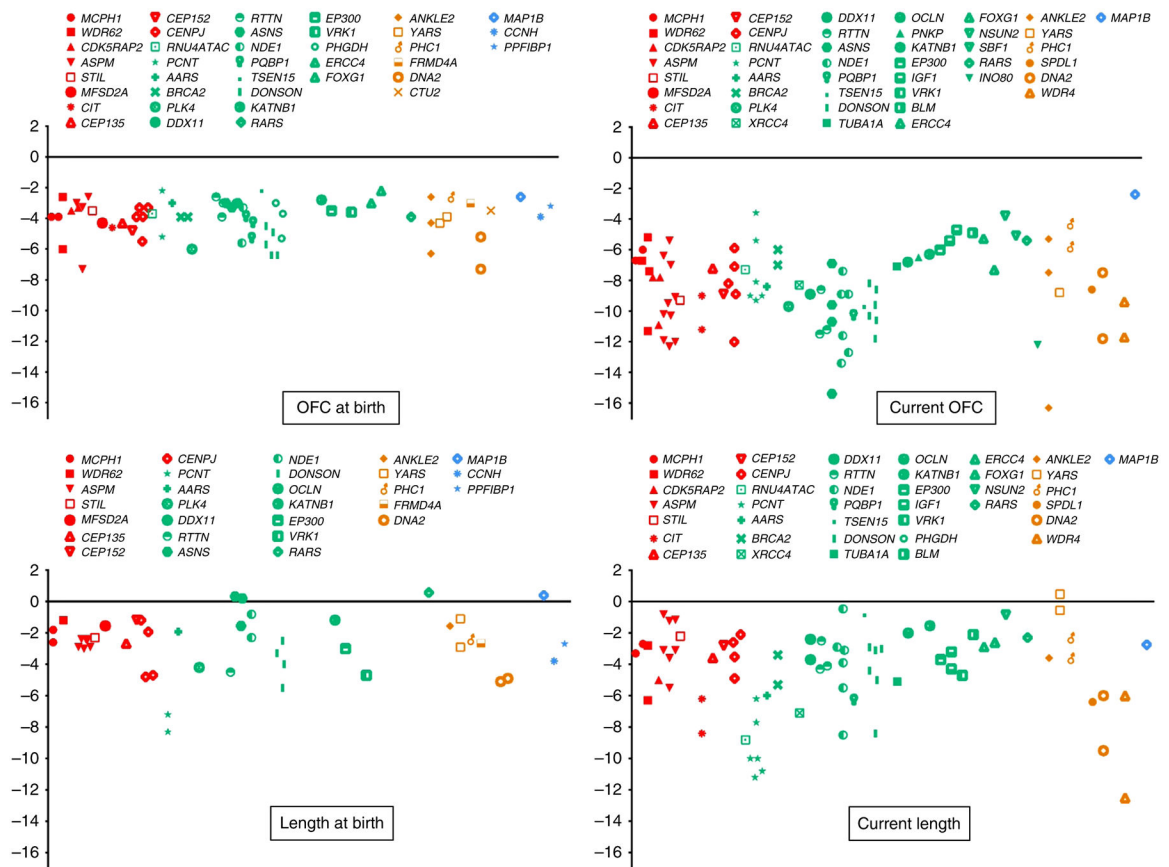 MCPH1 CEP152 RTTN EP300 ANKLE2 MAP1B
WDR62 CENPJ ASNS VRK1 YARS CCNH
CDK5RAP2 RNU4ATAC NDE1 PHGDH PHC1 PPFIBP1
ASPM PCNT PQBP1 ERCC4 FRMD4A
STIL AARS TSEN15 FOXG1 DNA2
MFSD2A BRCA2 DONSON CTU2
CIT PLK4 KATNB1
CEP135 DDX11 RARS
2
0
–2
–4
–6
–8
–10
–12
–14
–16
OFC at birth
MCPH1 CEP152 DDX11 OCLN FOXG1 ANKLE2 MAP1B
WDR62 CENPJ RTTN PNKP NSUN2 YARS
CDK5RAP2 RNU4ATAC ASNS KATNB1 SBF1 PHC1
ASPM PCNT NDE1 EP300 RARS SPDL1
STIL AARS PQBP1 IGF1 INO80 DNA2
MFSD2A BRCA2 TSEN15 VRK1 WDR4
CIT PLK4 DONSON BLM
CEP135 XRCC4 TUBA1A ERCC4
2
0
–2
–4
–6
–8
–10
–12
–14
–16
Current OFC
MCPH1 CENPJ NDE1 ANKLE2 MAP1B
WDR62 PCNT DONSON YARS CCNH
ASPM AARS OCLN PHC1 PPFIBP1
STIL PLK4 KATNB1 FRMD4A
MFSD2A DDX11 EP300 DNA2
CEP135 RTTN VRK1
CEP152 ASNS RARS
2
0
–2
–4
–6
–8
–10
–12
–14
–16
Length at birth
MCPH1 CEP152 DDX11 OCLN ERCC4 ANKLE2 MAP1B
WDR62 CENPJ RTTN KATNB1 FOXG1 YARS
CDK5RAP2 RNU4ATAC NDE1 EP300 NSUN2 PHC1
ASPM PCNT PQBP1 IGF1 RARS SPDL1
STIL AARS TSEN15 VRK1 DNA2
CIT BRCA2 DONSON PHGDH WDR4
CEP135 XRCC4 TUBA1A BLM
2
0
–2
–4
–6
–8
–10
–12
–14
–16
Current length